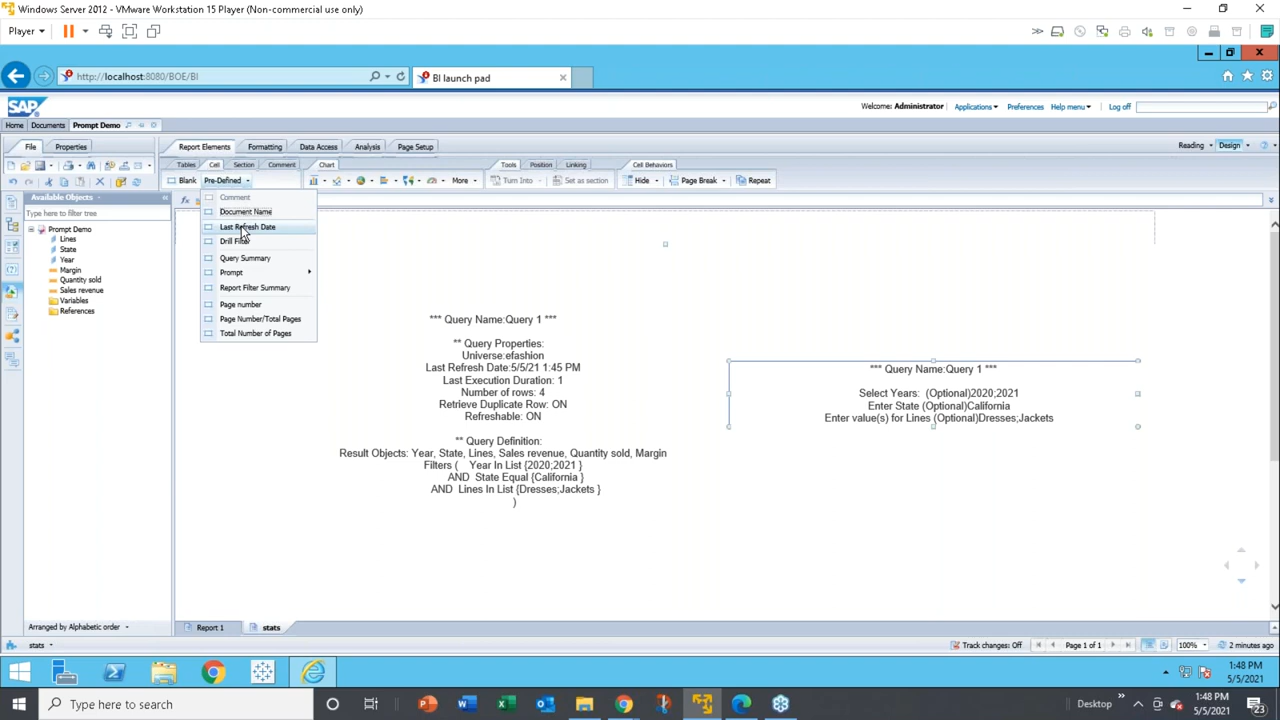 Windows Server 2012 - VMware Workstation 15 Player (Non-commercial use only)
Player
http://localhost:8080/BOE/BI
BI launch pad
SAP
Welcome: Administrator
Applications
Preferences
Help menu
Log off
Home
Documents
Prompt Demo
File
Properties
Report Elements
Formatting
Data Access
Analysis
Page Setup
Reading
Design
Tables
Cell
Section
Comment
Chart
Tools
Position
Linking
Cell Behaviors
Blank
Pre-Defined
More
Turn Into
Set as section
Hide
Page Break
Repeat
Available Objects
Type here to filter tree
Prompt Demo
Lines
State
Year
Margin
Quantity sold
Sales revenue
Variables
References
Comment
Document Name
Last Refresh Date
Drill Filter
Query Summary
Prompt
Report Filter Summary
Page number
Page Number/Total Pages
Total Number of Pages
*** Query Name:Query 1 ***
** Query Properties:
Universe:efashion
Last Refresh Date:5/5/21 1:45 PM
Last Execution Duration: 1
Number of rows: 4
Retrieve Duplicate Row: ON
Refreshable: ON
** Query Definition:
Result Objects: Year, State, Lines, Sales revenue, Quantity sold, Margin
Filters ( Year In List {2020;2021 }
AND State Equal {California }
AND Lines In List {Dresses;Jackets }
)
*** Query Name:Query 1 ***
Select Years: (Optional)2020;2021
Enter State (Optional)California
Enter value(s) for Lines (Optional)Dresses;Jackets
Arranged by Alphabetic order
Report 1
stats
stats
Track changes: Off
Page 1 of 1
100%
2 minutes ago
1:48 PM
5/5/2021
Type here to search
Desktop
1:48 PM
5/5/2021
23